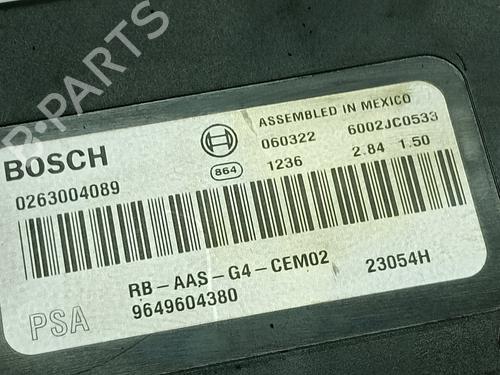 B-PARTS
ASSEMBLED IN MEXICO
BOSCH
060322 6002JC0533
864
1236 2.84 1.50
0263004089
RB-AAS-G4-CEM02
23054H
PSA
9649604380